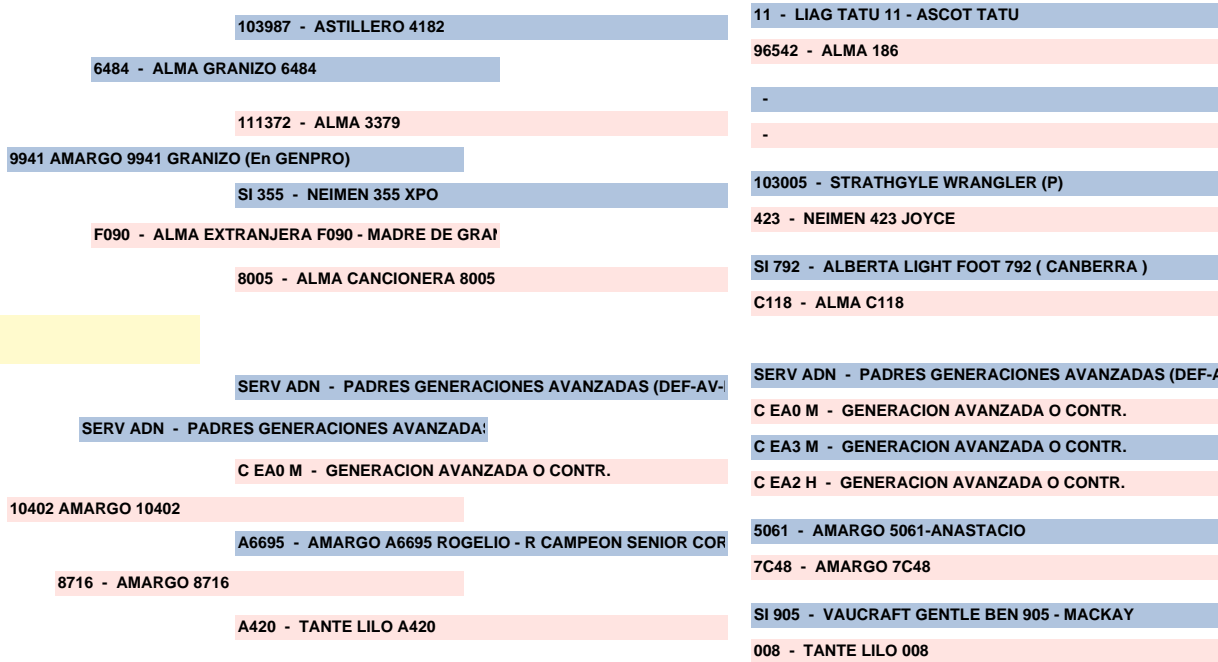 103987 - ASTILLERO 4182
11 - LIAG TATU 11 - ASCOT TATU
96542 - ALMA 186
6484 - ALMA GRANIZO 6484
-
111372 - ALMA 3379
-
9941 AMARGO 9941 GRANIZO (En GENPRO)
SI 355 - NEIMEN 355 XPO
103005 - STRATHGYLE WRANGLER (P)
423 - NEIMEN 423 JOYCE
F090 - ALMA EXTRANJERA F090 - MADRE DE GRAN
8005 - ALMA CANCIONERA 8005
SI 792 - ALBERTA LIGHT FOOT 792 ( CANBERRA )
C118 - ALMA C118
SERV ADN - PADRES GENERACIONES AVANZADAS (DEF-AV-
SERV ADN - PADRES GENERACIONES AVANZADAS (DEF-A
C EA0 M - GENERACION AVANZADA O CONTR.
SERV ADN - PADRES GENERACIONES AVANZADAS
C EA3 M - GENERACION AVANZADA O CONTR.
C EA0 M - GENERACION AVANZADA O CONTR.
C EA2 H - GENERACION AVANZADA O CONTR.
10402 AMARGO 10402
A6695 - AMARGO A6695 ROGELIO - R CAMPEON SENIOR COR
5061 - AMARGO 5061-ANASTACIO
7C48 - AMARGO 7C48
8716 - AMARGO 8716
A420 - TANTE LILO A420
SI 905 - VAUCRAFT GENTLE BEN 905 - MACKAY
008 - TANTE LILO 008